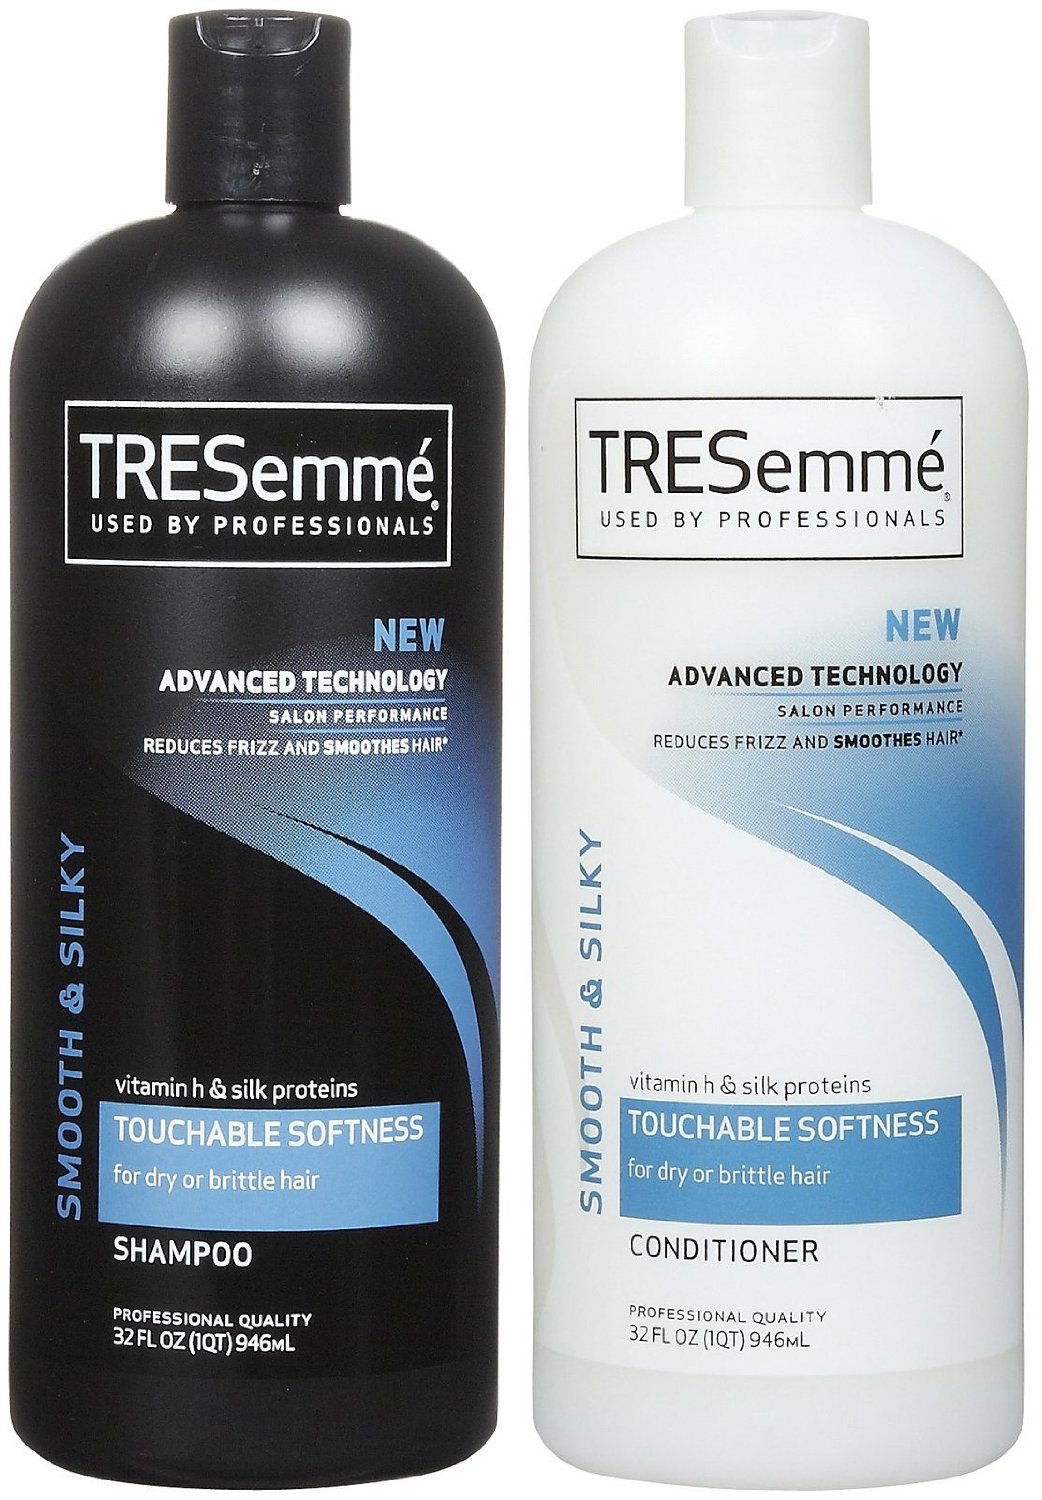 TRESemmé®
USED BY PROFESSIONALS
NEW
ADVANCED TECHNOLOGY
SALON PERFORMANCE
REDUCES FRIZZ AND SMOOTHES HAIR*
SMOOTH & SILKY
vitamin h & silk proteins
TOUCHABLE SOFTNESS
for dry or brittle hair
SHAMPOO
PROFESSIONAL QUALITY
32 FL OZ (1QT) 946mL
TRESemmé®
USED BY PROFESSIONALS
NEW
ADVANCED TECHNOLOGY
SALON PERFORMANCE
REDUCES FRIZZ AND SMOOTHES HAIR*
SMOOTH & SILKY
vitamin h & silk proteins
TOUCHABLE SOFTNESS
for dry or brittle hair
CONDITIONER
PROFESSIONAL QUALITY
32 FL OZ (1QT) 946mL